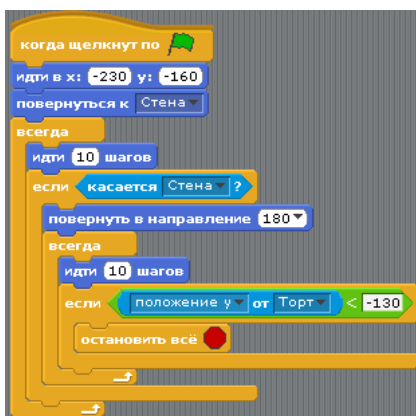 когда щелкнут по
идти в x: -230 y: -160
повернуться к Стена
всегда
идти 10 шагов
если касается Стена ?
повернуть в направление 180
всегда
идти 10 шагов
если положение y от Торт < -130
остановить всё